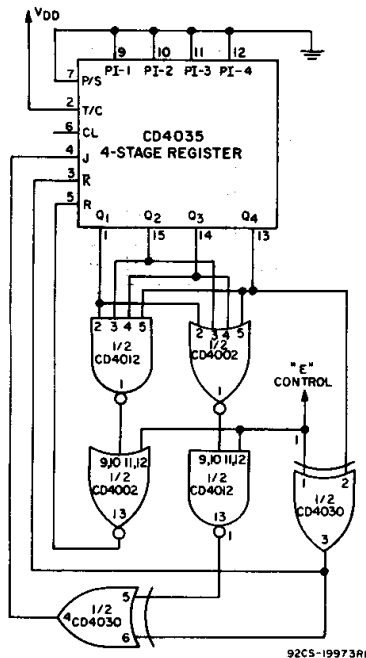 VDD
9 10 11 12
PI-1 PI-2 PI-3 PI-4
7 P/S
2 T/C
6 CL
4 J
3 K̅
5 R
CD4035
4-STAGE REGISTER
Q1 Q2 Q3 Q4
1 15 14 13
2 3 4 5
1/2
CD4012
1
2 3 4 5
1/2
CD4002
1
"E"
CONTROL
1
9,10 11,12
1/2
CD4002
13
9,10 11,12
1/2
CD4012
13
1
1 2
1/2
CD4030
3
4
1/2
CD4030
5
6
92CS-19973RI